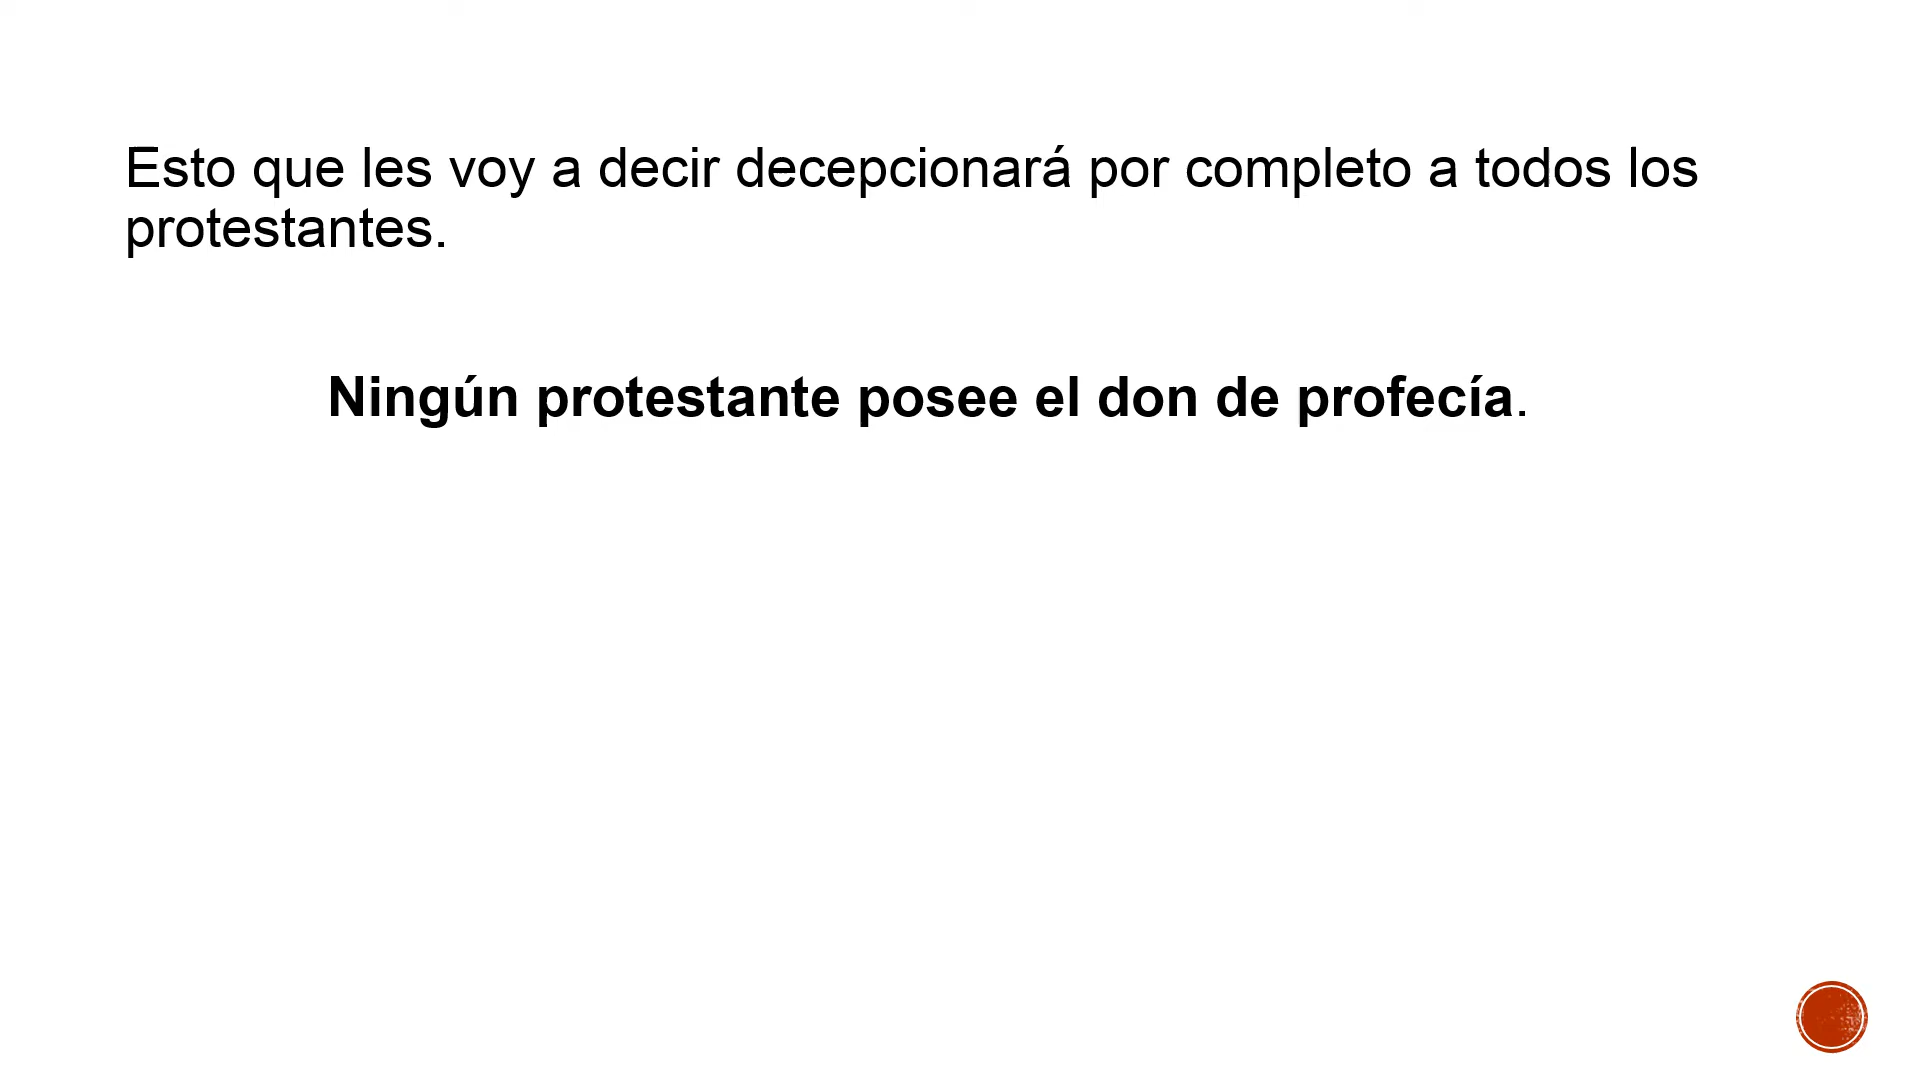 Esto que les voy a decir decepcionará por completo a todos los
protestantes.
Ningún protestante posee el don de profecía.